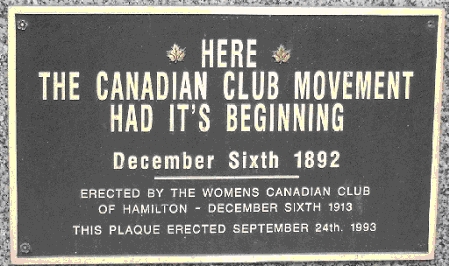 HERE
THE CANADIAN CLUB MOVEMENT
HAD IT'S BEGINNING
December Sixth 1892
ERECTED BY THE WOMENS CANADIAN CLUB
OF HAMILTON - DECEMBER SIXTH 1913
THIS PLAQUE ERECTED SEPTEMBER 24th. 1993